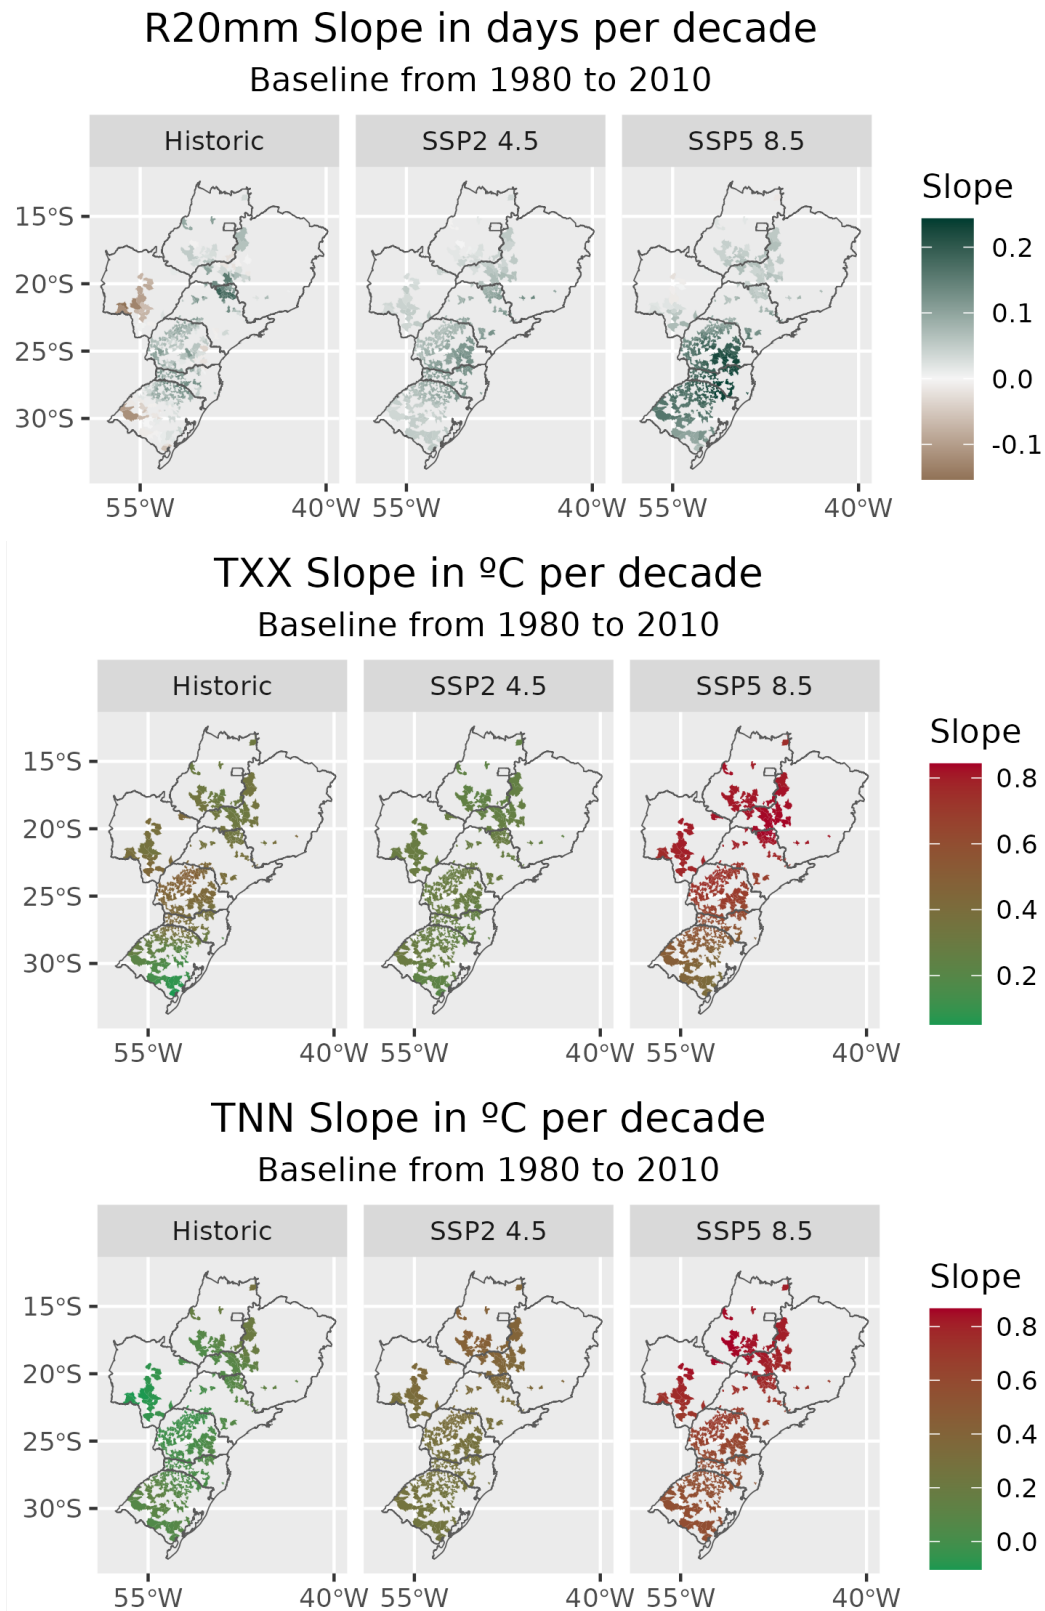 R20mm Slope in days per decade
Baseline from 1980 to 2010
Historic SSP2 4.5 SSP5 8.5
Slope
15°S
20°S
25°S
30°S
0.2
0.1
0.0
-0.1
55°W 40°W 55°W 40°W 55°W 40°W
TXX Slope in ºC per decade
Baseline from 1980 to 2010
Historic SSP2 4.5 SSP5 8.5
Slope
15°S
20°S
25°S
30°S
0.8
0.6
0.4
0.2
55°W 40°W 55°W 40°W 55°W 40°W
TNN Slope in ºC per decade
Baseline from 1980 to 2010
Historic SSP2 4.5 SSP5 8.5
Slope
15°S
20°S
25°S
30°S
0.8
0.6
0.4
0.2
0.0
55°W 40°W 55°W 40°W 55°W 40°W